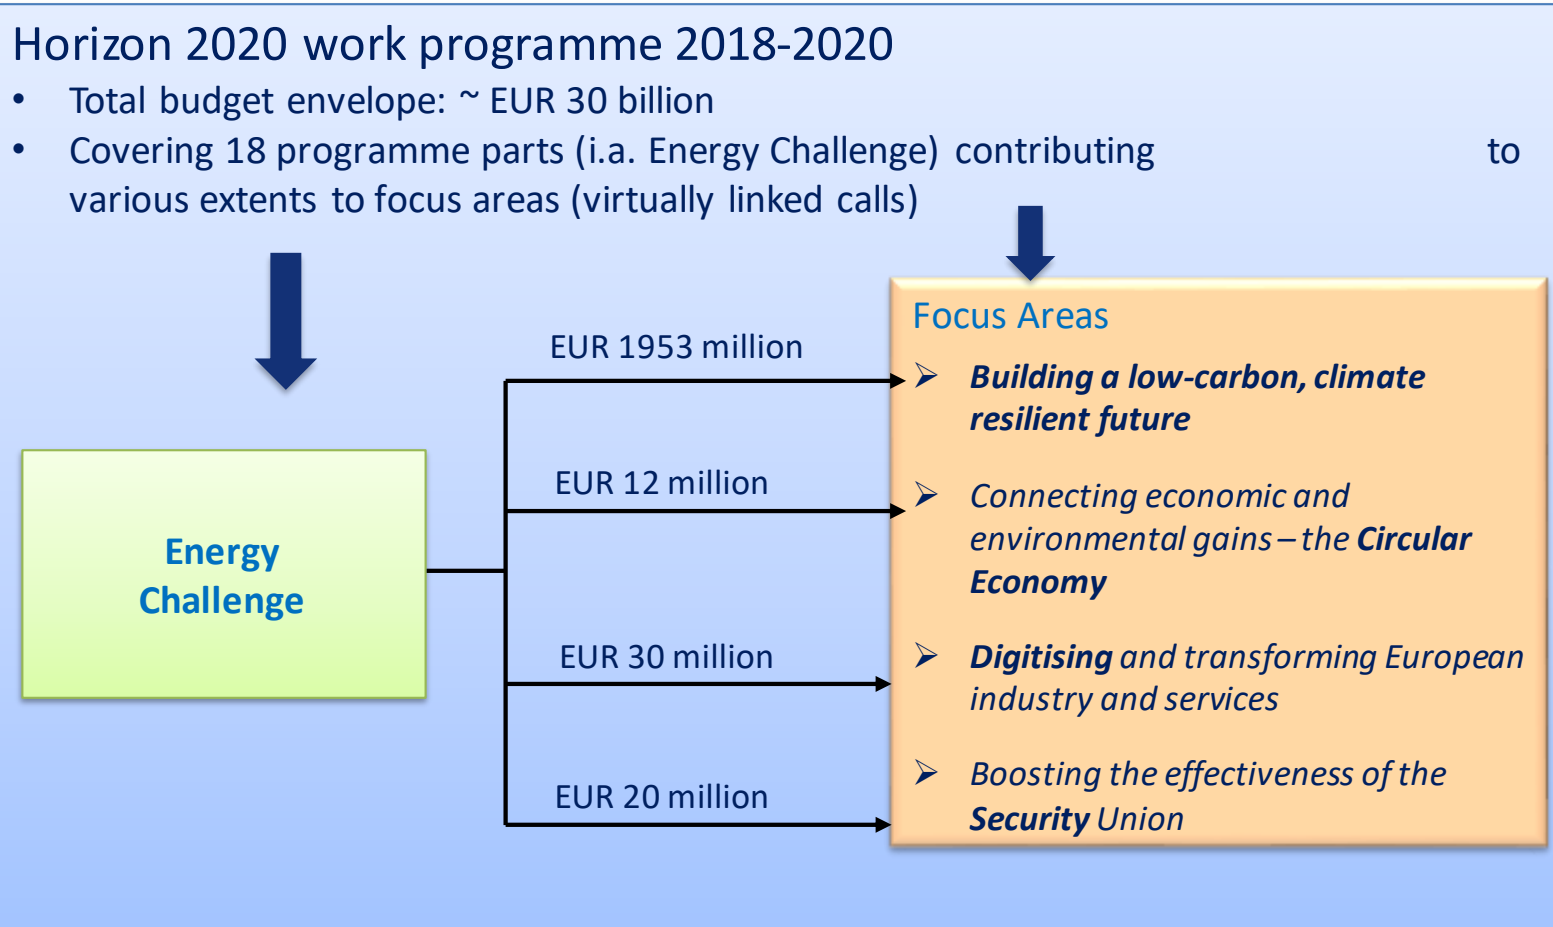 Horizon 2020 work programme 2018-2020
• Total budget envelope: ~ EUR 30 billion
• Covering 18 programme parts (i.a. Energy Challenge) contributing to
various extents to focus areas (virtually linked calls)
Energy
Challenge
EUR 1953 million
EUR 12 million
EUR 30 million
EUR 20 million
Focus Areas
➢ Building a low-carbon, climate
resilient future
➢ Connecting economic and
environmental gains – the Circular
Economy
➢ Digitising and transforming European
industry and services
➢ Boosting the effectiveness of the
Security Union